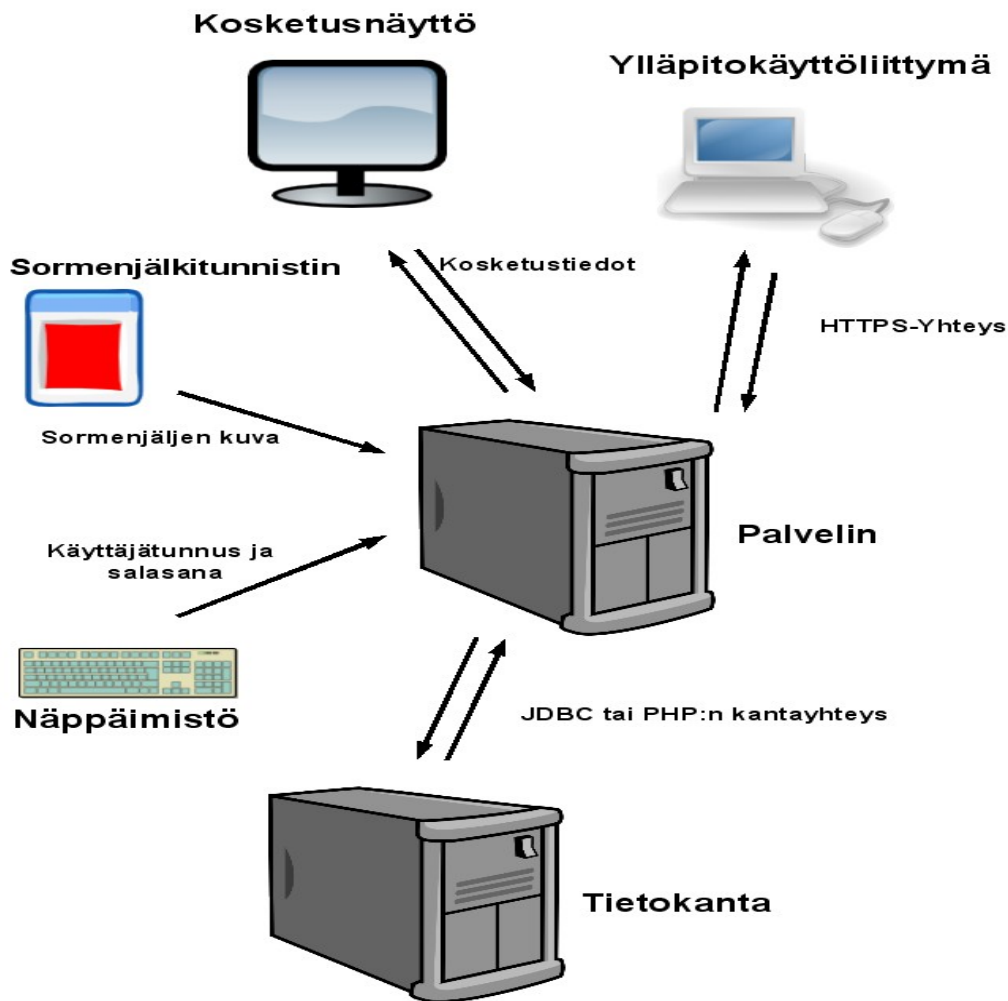 Kosketusnäyttö
Ylläpitokäyttöliittymä
Sormenjälkitunnistin
Kosketustiedot
HTTPS-Yhteys
Sormenjäljen kuva
Käyttäjätunnus ja
salasana
Palvelin
Näppäimistö
JDBC tai PHP:n kantayhteys
Tietokanta